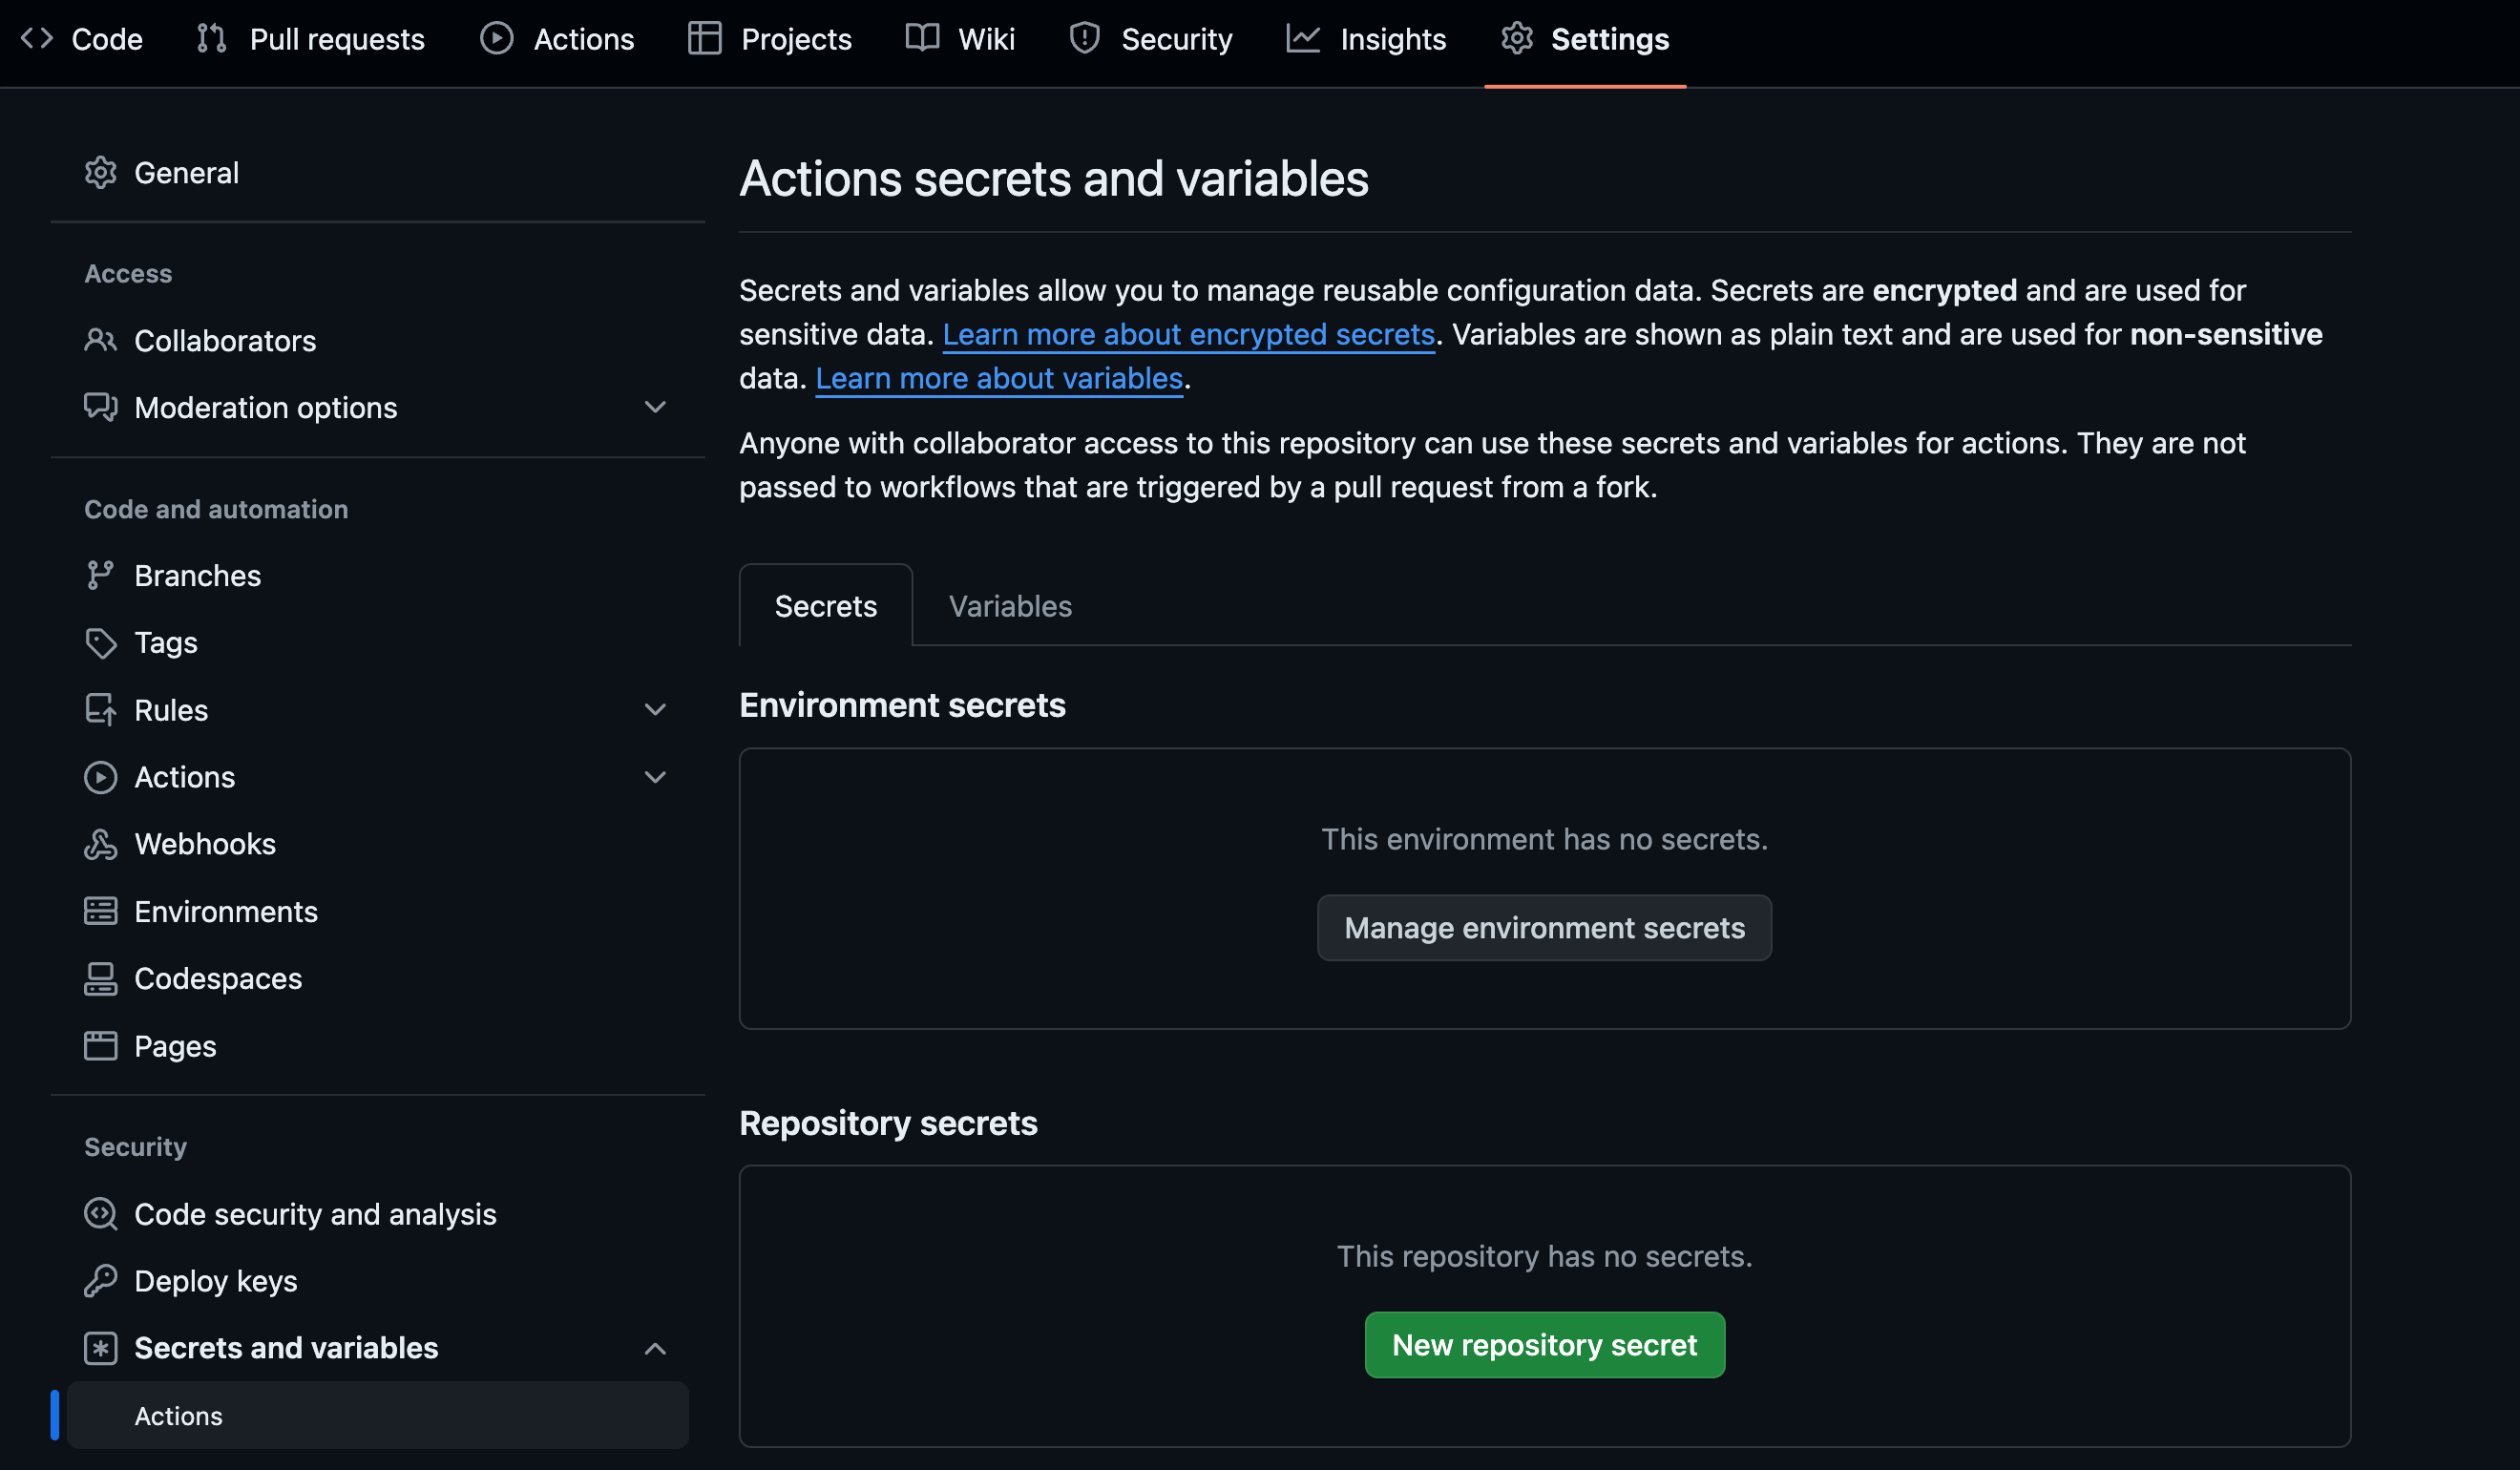 Code
Pull requests
Actions
Projects
Wiki
Security
Insights
Settings
General
Access
Collaborators
Moderation options
Code and automation
Branches
Tags
Rules
Actions
Webhooks
Environments
Codespaces
Pages
Security
Code security and analysis
Deploy keys
Secrets and variables
Actions
Actions secrets and variables
Secrets and variables allow you to manage reusable configuration data. Secrets are encrypted and are used for
sensitive data. Learn more about encrypted secrets. Variables are shown as plain text and are used for non-sensitive
data. Learn more about variables.
Anyone with collaborator access to this repository can use these secrets and variables for actions. They are not
passed to workflows that are triggered by a pull request from a fork.
Secrets
Variables
Environment secrets
This environment has no secrets.
Manage environment secrets
Repository secrets
This repository has no secrets.
New repository secret